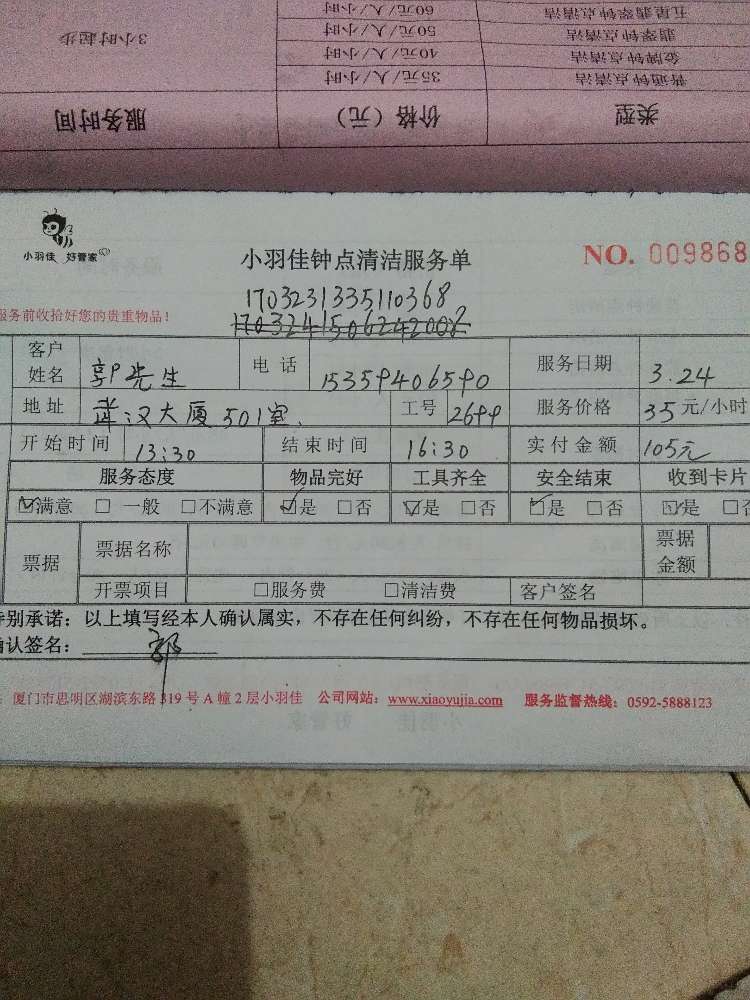 五星翡翠钟点清洁 60元/人/小时
翡翠钟点清洁 50元/人/小时 3小时起步
金牌钟点清洁 40元/人/小时
普通钟点清洁 35元/人/小时
类型 价格（元） 服务时间
小羽佳 好管家
小羽佳钟点清洁服务单
NO. 009868
1703231335110368
服务前收拾好您的贵重物品！
1703241506242008
客户姓名 郭先生 电话 15359406590 服务日期 3.24
地址 武汉大厦501室 工号 2699 服务价格 35元/小时
开始时间 13:30 结束时间 16:30 实付金额 105元
服务态度 物品完好 工具齐全 安全结束 收到卡片
☑满意 □一般 □不满意 ☑是 □否 ☑是 □否 ☑是 □否 ☑是 □否
票据 票据名称 票据金额
开票项目 □服务费 □清洁费 客户签名
特别承诺：以上填写经本人确认属实，不存在任何纠纷，不存在任何物品损坏。
确认签名： 郭
厦门市思明区湖滨东路319号A幢2层小羽佳 公司网站：www.xiaoyujia.com 服务监督热线：0592-5888123